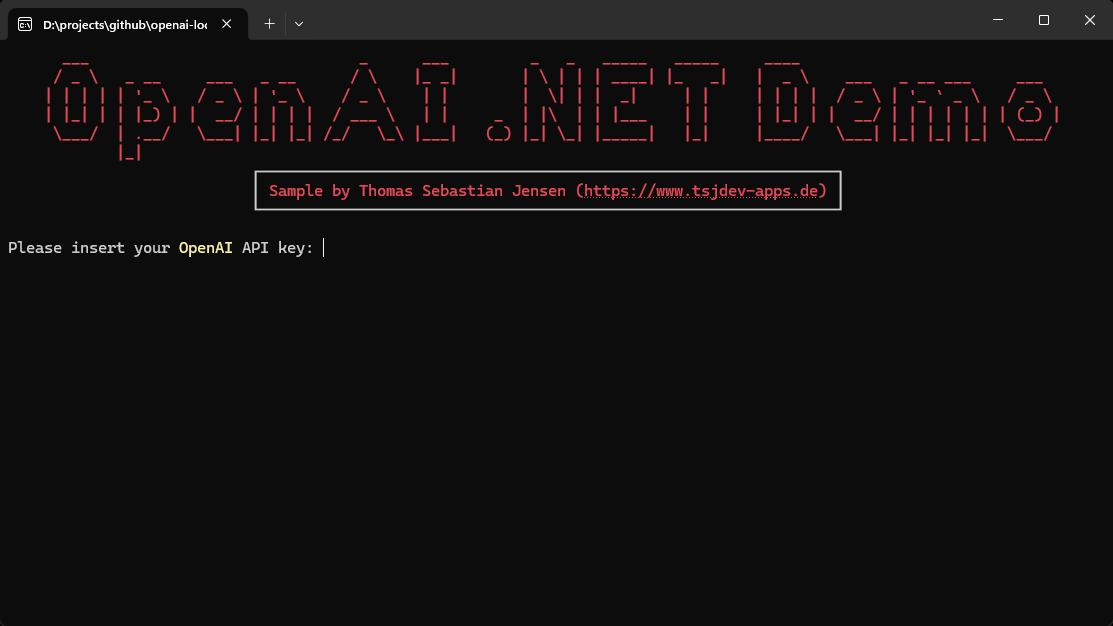 D:\projects\github\openai-loc
OpenAI .NET Demo
Sample by Thomas Sebastian Jensen (https://www.tsjdev-apps.de)
Please insert your OpenAI API key: